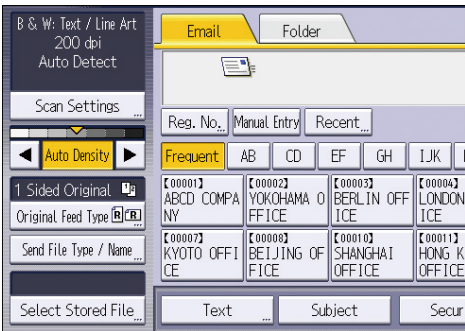 B & W: Text / Line Art
200 dpi
Auto Detect
Scan Settings
Auto Density
1 Sided Original
Original Feed Type
Send File Type / Name
Select Stored File
Email
Folder
Reg. No.
Manual Entry
Recent
Frequent
AB
CD
EF
GH
IJK
[00001]
ABCD COMPA
NY
[00002]
YOKOHAMA O
FFICE
[00003]
BERLIN OFF
ICE
[00004]
LONDON
ICE
[00007]
KYOTO OFFI
CE
[00008]
BEIJING OF
FICE
[00010]
SHANGHAI
OFFICE
[00011]
HONG K
OFFICE
Text
Subject
Secur